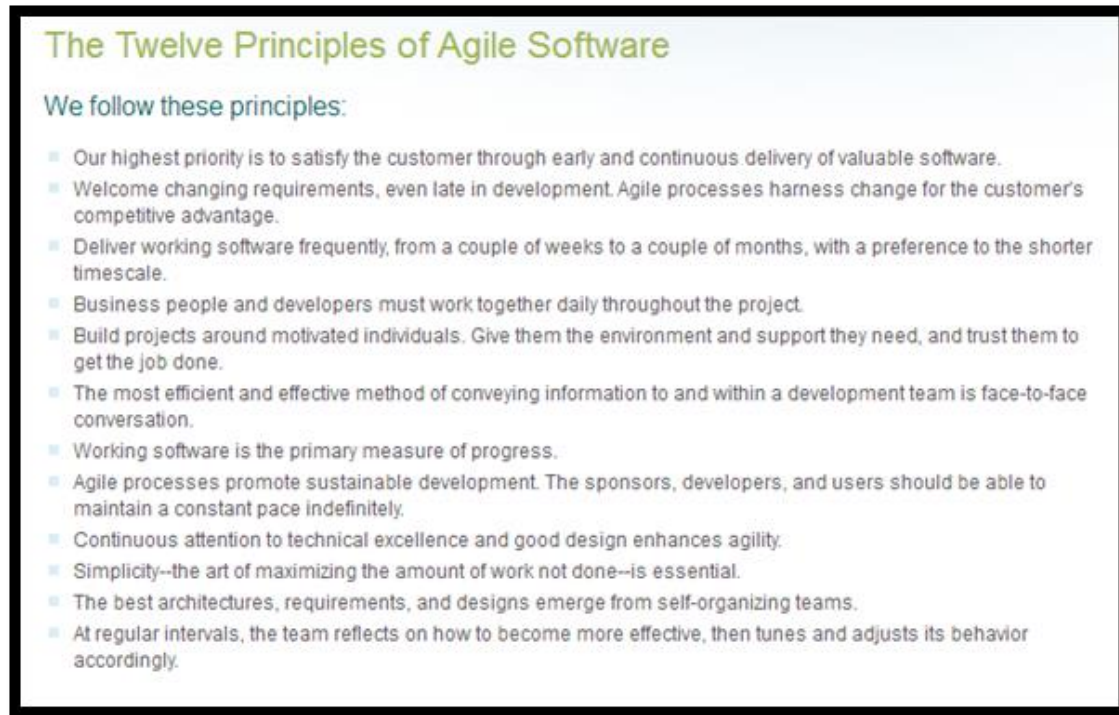 The Twelve Principles of Agile Software
We follow these principles:
Our highest priority is to satisfy the customer through early and continuous delivery of valuable software.
Welcome changing requirements, even late in development. Agile processes harness change for the customer's
competitive advantage.
Deliver working software frequently, from a couple of weeks to a couple of months, with a preference to the shorter
timescale.
Business people and developers must work together daily throughout the project.
Build projects around motivated individuals. Give them the environment and support they need, and trust them to
get the job done.
The most efficient and effective method of conveying information to and within a development team is face-to-face
conversation.
Working software is the primary measure of progress.
Agile processes promote sustainable development. The sponsors, developers, and users should be able to
maintain a constant pace indefinitely.
Continuous attention to technical excellence and good design enhances agility.
Simplicity--the art of maximizing the amount of work not done--is essential.
The best architectures, requirements, and designs emerge from self-organizing teams.
At regular intervals, the team reflects on how to become more effective, then tunes and adjusts its behavior
accordingly.